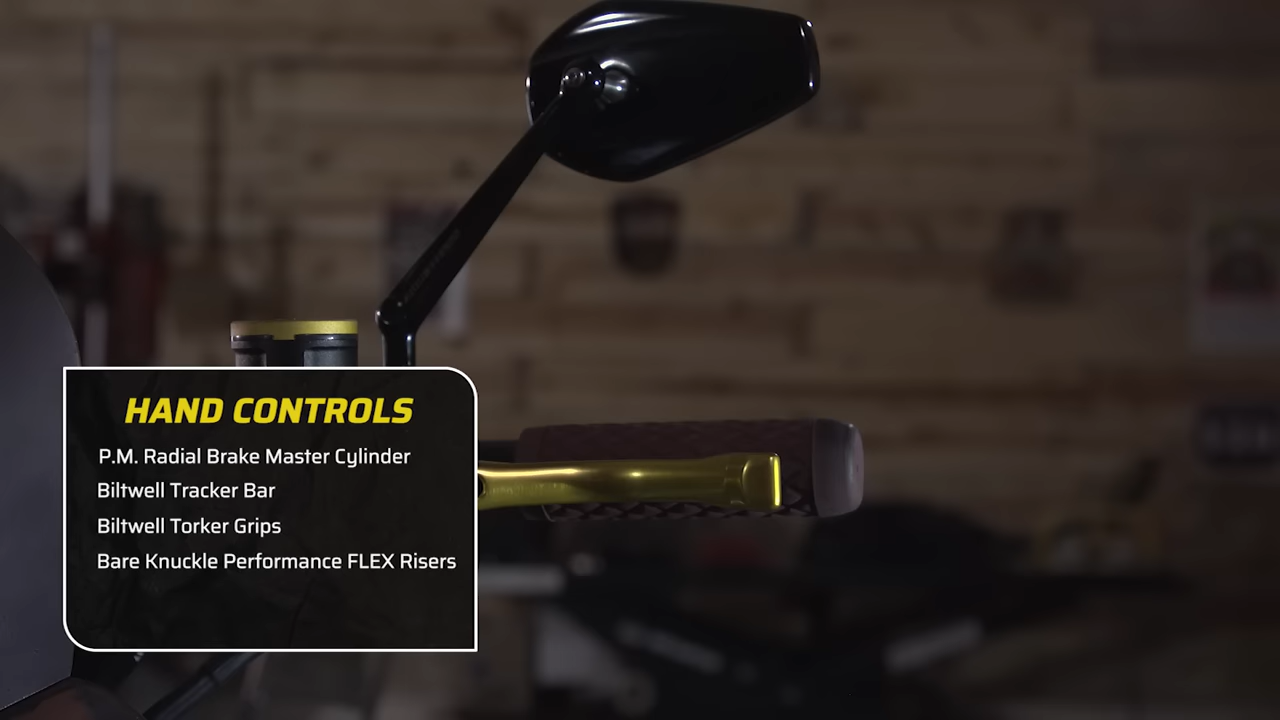 HAND CONTROLS
P.M. Radial Brake Master Cylinder
Biltwell Tracker Bar
Biltwell Torker Grips
Bare Knuckle Performance FLEX Risers